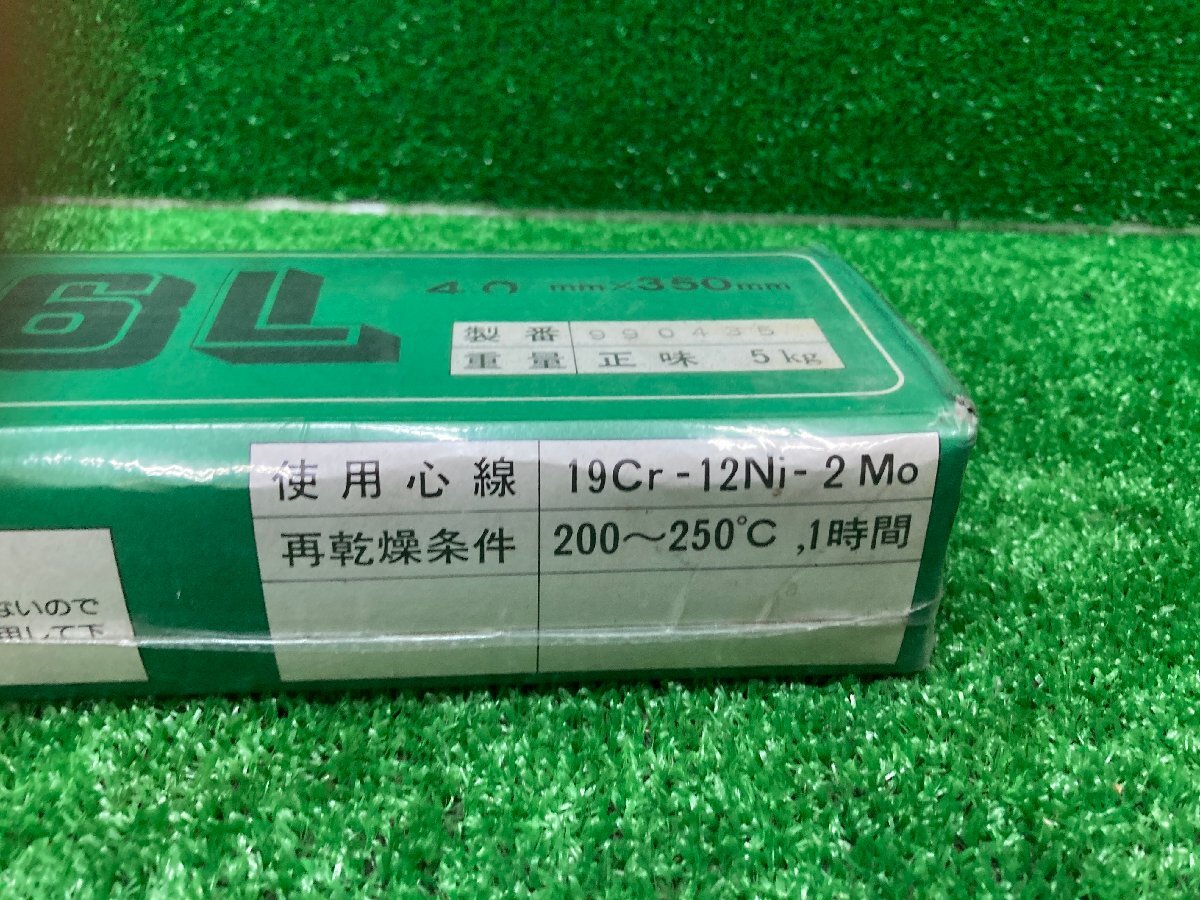 6L
4.0 mm×350mm
製番 990435
重量 正味 5kg
使用心線 19Cr-12Ni-2Mo
再乾燥条件 200～250℃,1時間
ないので
用して下